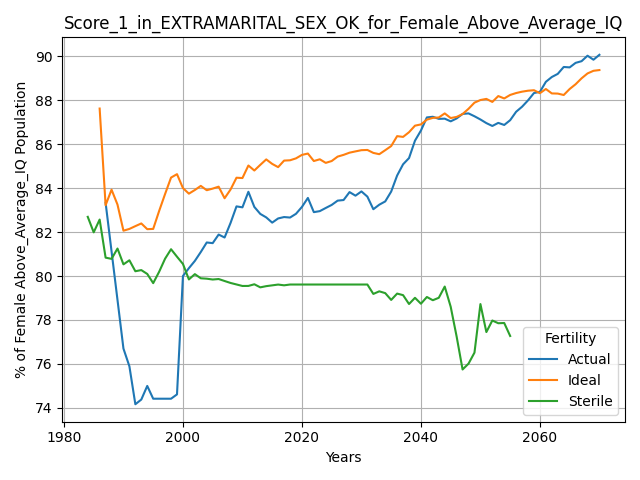 Score_1_in_EXTRAMARITAL_SEX_OK_for_Female_Above_Average_IQ
% of Female Above_Average_IQ Population
90
88
86
84
82
80
78
76
74
1980
2000
2020
2040
2060
Years
Fertility
Actual
Ideal
Sterile